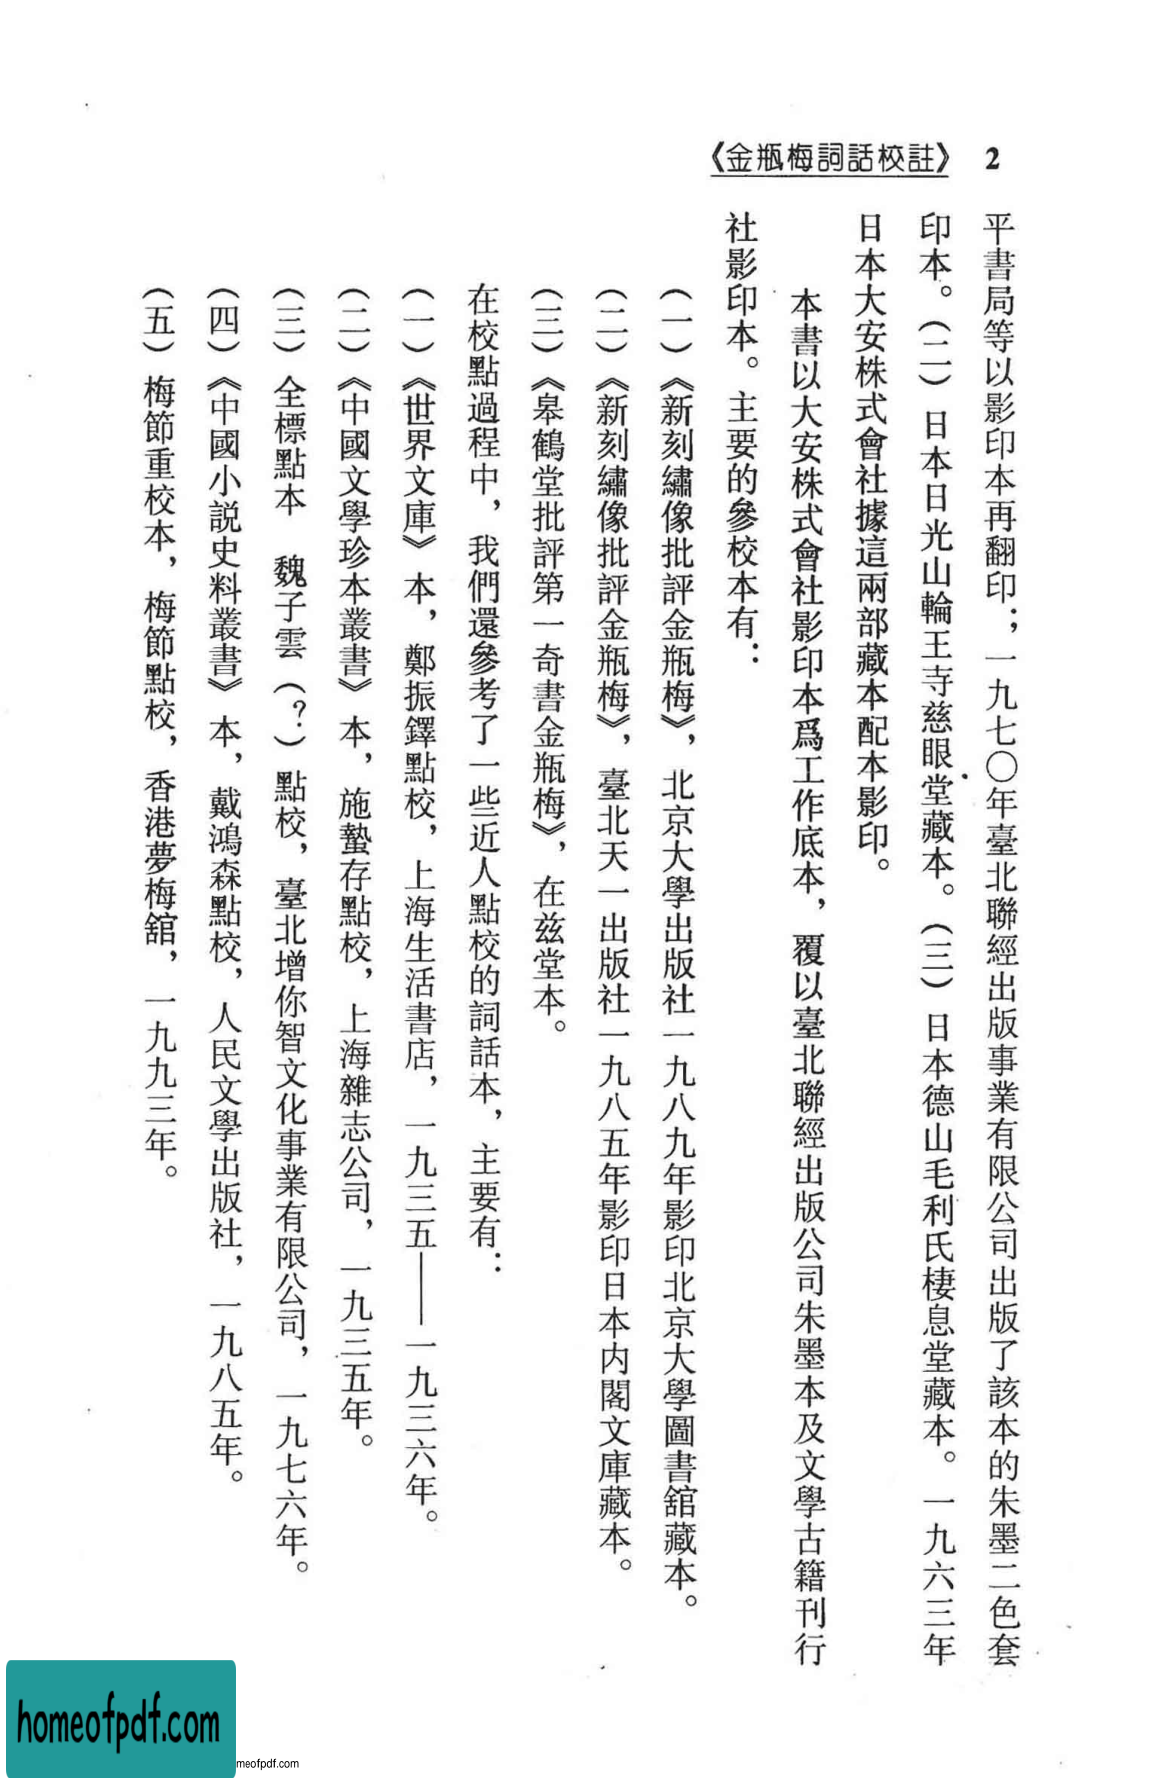 《金瓶梅詞話校註》 2
平書局等以影印本再翻印；一九七〇年臺北聯經出版事業有限公司出版了該本的朱墨二色套
印本。（二）日本日光山輪王寺慈眼堂藏本。（三）日本德山毛利氏棲息堂藏本。一九六三年
日本大安株式會社據這兩部藏本配本影印。
本書以大安株式會社影印本爲工作底本，覆以臺北聯經出版公司朱墨本及文學古籍刊行
社影印本。主要的參校本有：
（一）《新刻繡像批評金瓶梅》，北京大學出版社一九八九年影印北京大學圖書舘藏本。
（二）《新刻繡像批評金瓶梅》，臺北天一出版社一九八五年影印日本内閣文庫藏本。
（三）《皋鶴堂批評第一奇書金瓶梅》，在兹堂本。
在校點過程中，我們還參考了一些近人點校的詞話本，主要有：
（一）《世界文庫》本，鄭振鐸點校，上海生活書店，一九三五——一九三六年。
（二）《中國文學珍本叢書》本，施蟄存點校，上海雜志公司，一九三五年。
（三）全標點本 魏子雲（？）點校，臺北增你智文化事業有限公司，一九七六年。
（四）《中國小説史料叢書》本，戴鴻森點校，人民文學出版社，一九八五年。
（五）梅節重校本，梅節點校，香港夢梅舘，一九九三年。
homeofpdf.com
meofpdf.com